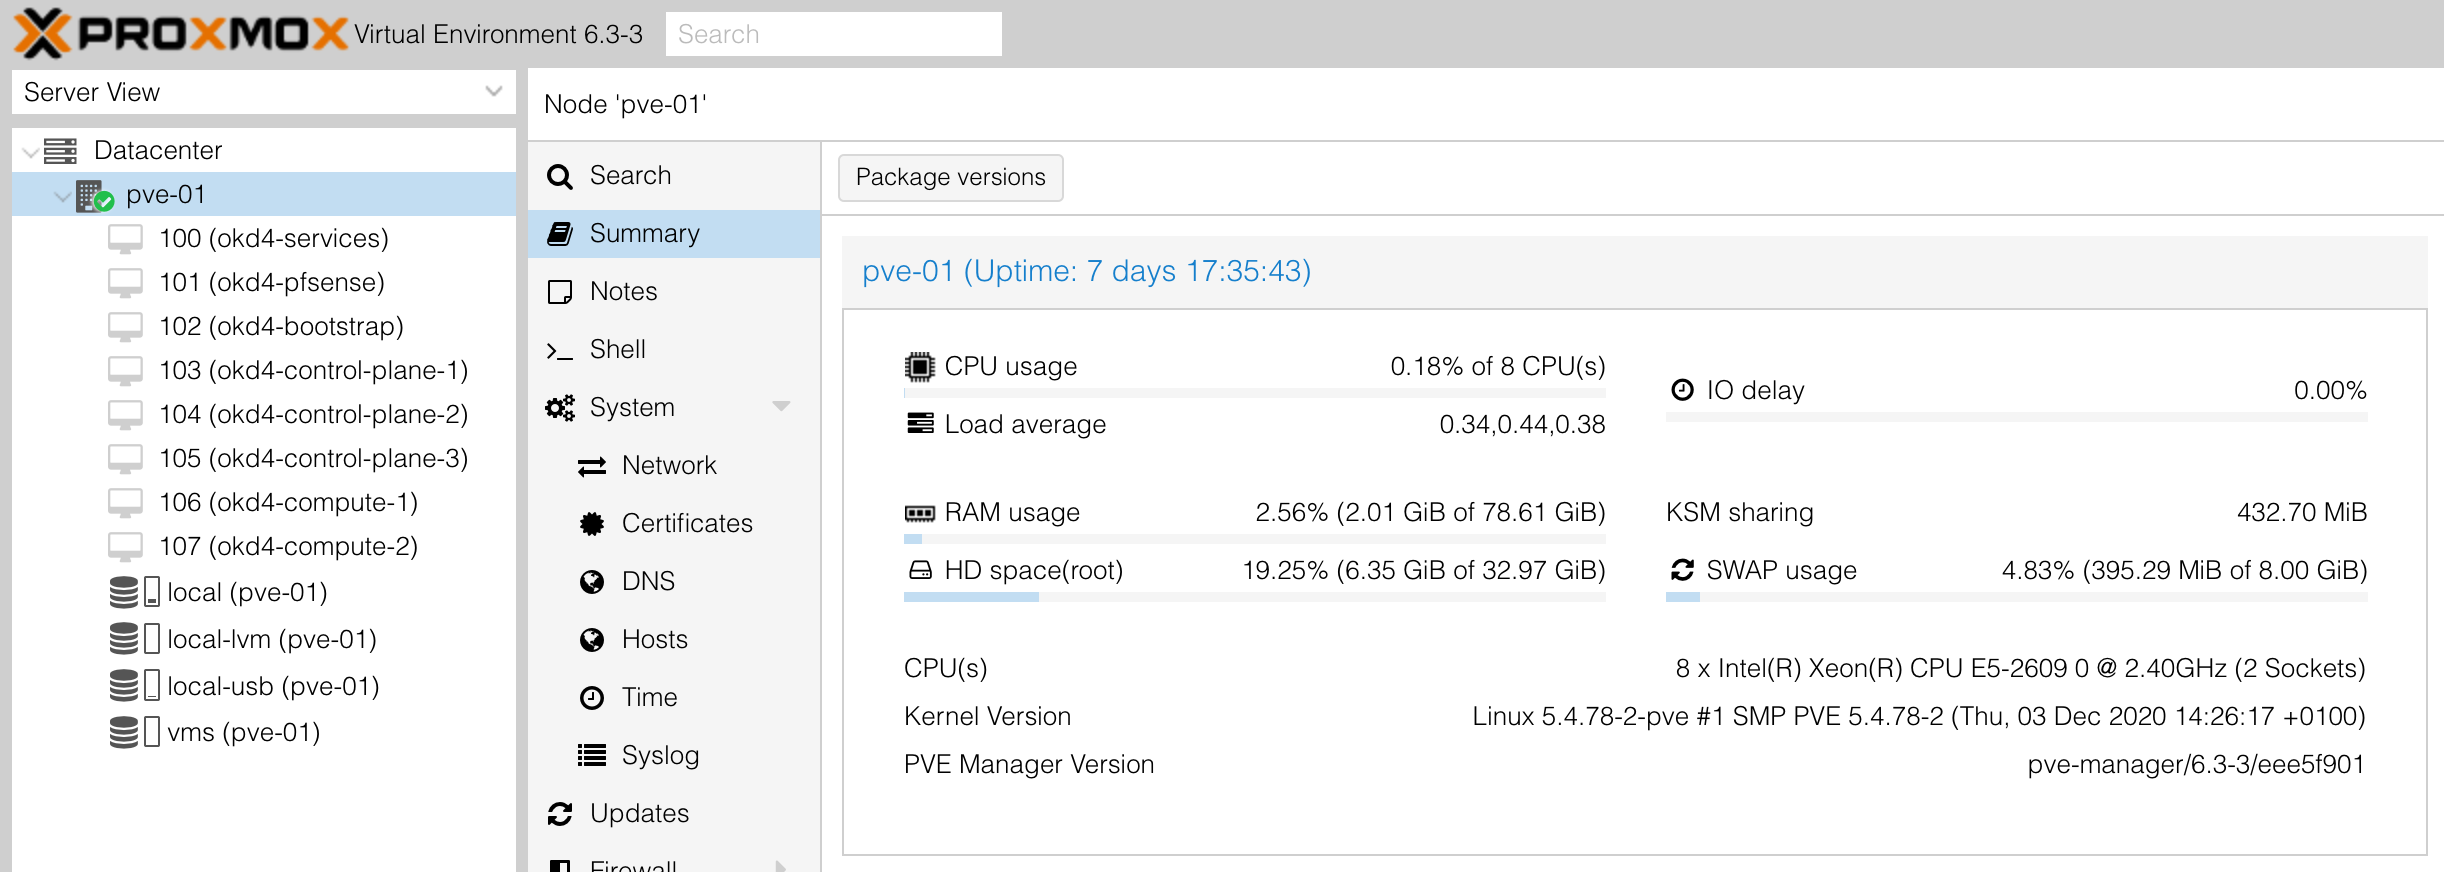 PROXMOX Virtual Environment 6.3-3 Search
Server View
Datacenter
pve-01
100 (okd4-services)
101 (okd4-pfsense)
102 (okd4-bootstrap)
103 (okd4-control-plane-1)
104 (okd4-control-plane-2)
105 (okd4-control-plane-3)
106 (okd4-compute-1)
107 (okd4-compute-2)
local (pve-01)
local-lvm (pve-01)
local-usb (pve-01)
vms (pve-01)
Node 'pve-01'
Search
Summary
Notes
Shell
System
Network
Certificates
DNS
Hosts
Time
Syslog
Updates
Firewall
Package versions
pve-01 (Uptime: 7 days 17:35:43)
CPU usage 0.18% of 8 CPU(s)
Load average 0.34,0.44,0.38
IO delay 0.00%
RAM usage 2.56% (2.01 GiB of 78.61 GiB)
KSM sharing 432.70 MiB
HD space(root) 19.25% (6.35 GiB of 32.97 GiB)
SWAP usage 4.83% (395.29 MiB of 8.00 GiB)
CPU(s) 8 x Intel(R) Xeon(R) CPU E5-2609 0 @ 2.40GHz (2 Sockets)
Kernel Version Linux 5.4.78-2-pve #1 SMP PVE 5.4.78-2 (Thu, 03 Dec 2020 14:26:17 +0100)
PVE Manager Version pve-manager/6.3-3/eee5f901